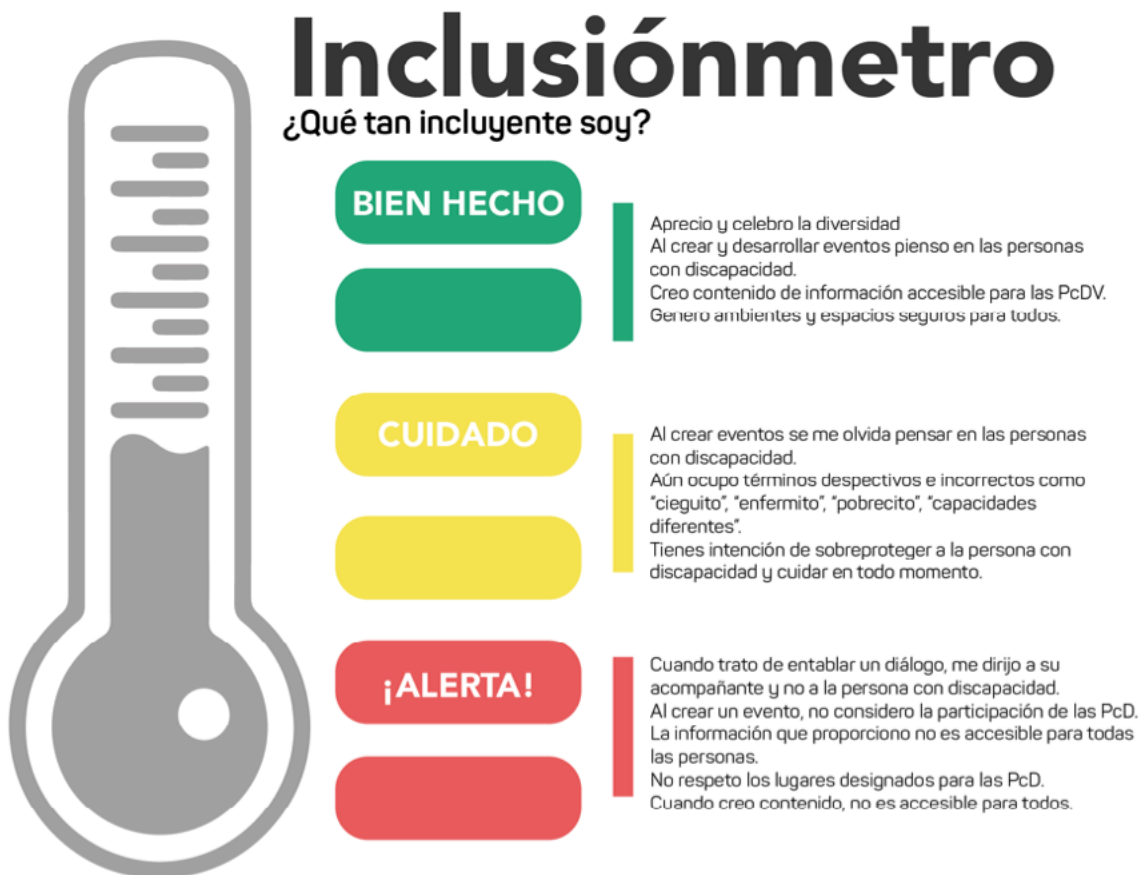 Inclusiónmetro
¿Qué tan incluyente soy?
BIEN HECHO
Aprecio y celebro la diversidad
Al crear y desarrollar eventos pienso en las personas
con discapacidad.
Creo contenido de información accesible para las PcDV.
Genero ambientes y espacios seguros para todos.
CUIDADO
Al crear eventos se me olvida pensar en las personas
con discapacidad.
Aún ocupo términos despectivos e incorrectos como
“cieguito”, “enfermito”, “pobrecito”, “capacidades
diferentes”.
Tienes intención de sobreproteger a la persona con
discapacidad y cuidar en todo momento.
¡ALERTA!
Cuando trato de entablar un diálogo, me dirijo a su
acompañante y no a la persona con discapacidad.
Al crear un evento, no considero la participación de las PcD.
La información que proporciono no es accesible para todas
las personas.
No respeto los lugares designados para las PcD.
Cuando creo contenido, no es accesible para todos.